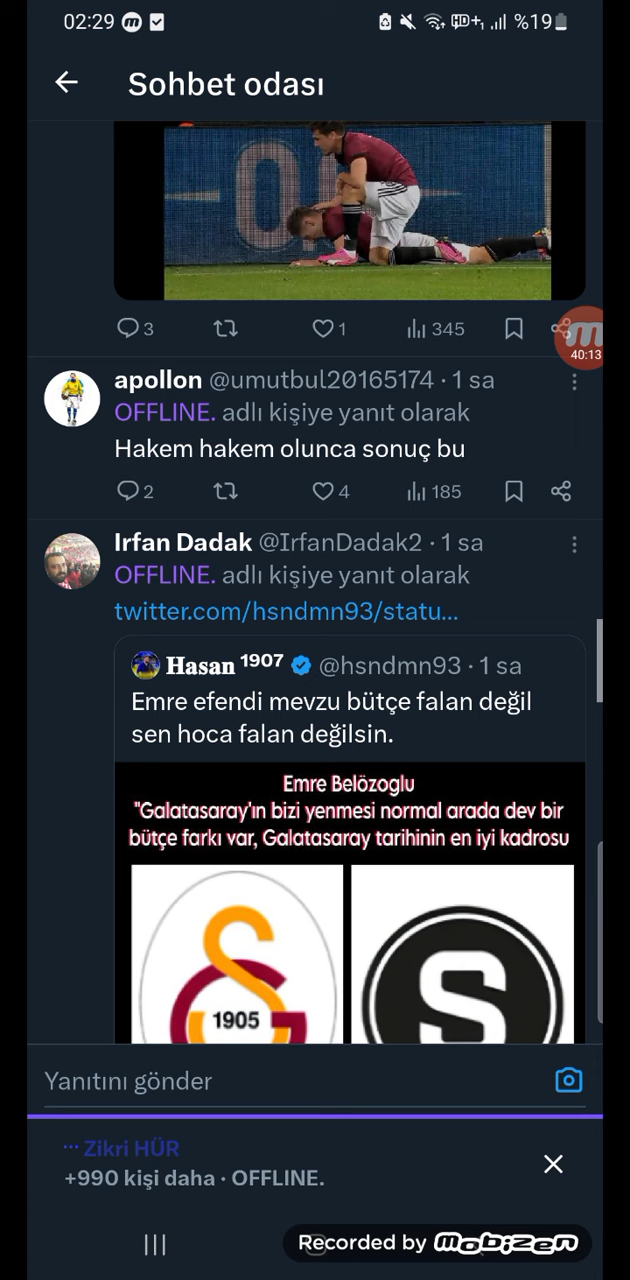 02:29 %19
Sohbet odası
3 1 345
40:13
apollon @umutbul20165174 · 1 sa
OFFLINE. adlı kişiye yanıt olarak
Hakem hakem olunca sonuç bu
2 4 185
Irfan Dadak @IrfanDadak2 · 1 sa
OFFLINE. adlı kişiye yanıt olarak
twitter.com/hsndmn93/statu...
Hasan 1907 @hsndmn93 · 1 sa
Emre efendi mevzu bütçe falan değil
sen hoca falan değilsin.
Emre Belözoglu
"Galatasaray'ın bizi yenmesi normal arada dev bir
bütçe farkı var, Galatasaray tarihinin en iyi kadrosu
1905 S
Yanıtını gönder
··· Zikri HÜR
+990 kişi daha · OFFLINE.
Recorded by mobizen